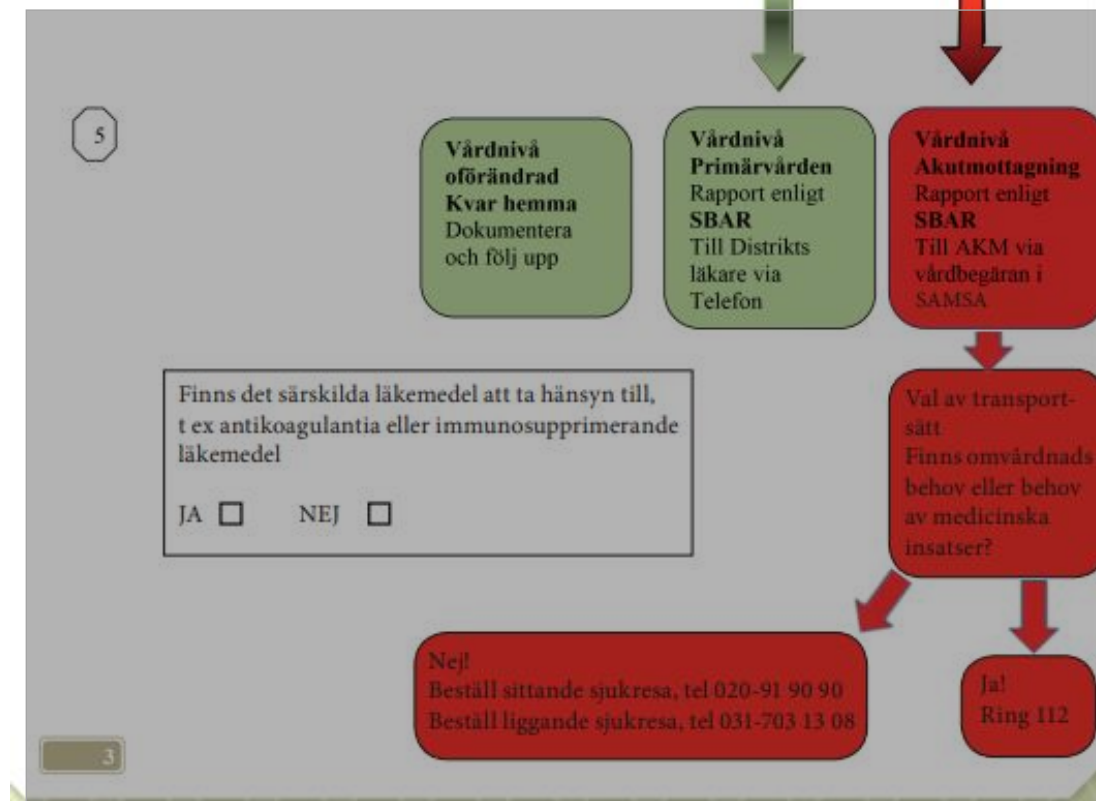 5
Vårdnivå
oförändrad
Kvar hemma
Dokumentera
och följ upp
Vårdnivå
Primärvården
Rapport enligt
SBAR
Till Distrikts
läkare via
Telefon
Vårdnivå
Akutmottagning
Rapport enligt
SBAR
Till AKM via
vårdbegäran i
SAMSA
Finns det särskilda läkemedel att ta hänsyn till,
t ex antikoagulantia eller immunosupprimerande
läkemedel
JA NEJ
Val av transport-
sätt
Finns omvårdnads
behov eller behov
av medicinska
insatser?
Nej!
Beställ sittande sjukresa, tel 020-91 90 90
Beställ liggande sjukresa, tel 031-703 13 08
Ja!
Ring 112
3